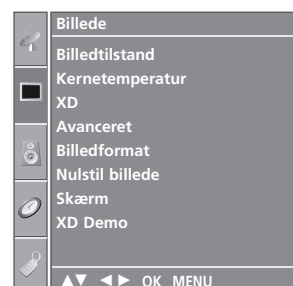 Billede
Billedtilstand
Kernetemperatur
XD
Avanceret
Billedformat
Nulstil billede
Skærm
XD Demo
▲▼ ◄► OK MENU